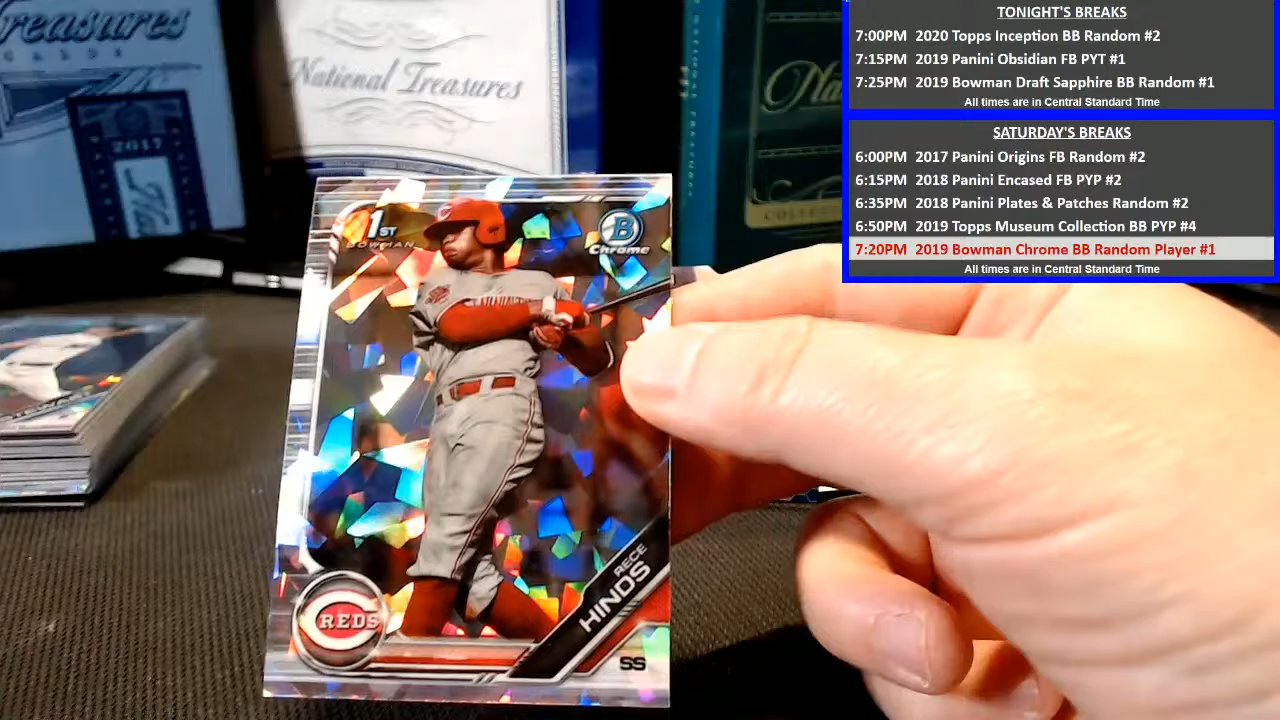 TONIGHT'S BREAKS
7:00PM 2020 Topps Inception BB Random #2
7:15PM 2019 Panini Obsidian FB PYT #1
7:25PM 2019 Bowman Draft Sapphire BB Random #1
All times are in Central Standard Time
SATURDAY'S BREAKS
6:00PM 2017 Panini Origins FB Random #2
6:15PM 2018 Panini Encased FB PYP #2
6:35PM 2018 Panini Plates & Patches Random #2
6:50PM 2019 Topps Museum Collection BB PYP #4
7:20PM 2019 Bowman Chrome BB Random Player #1
All times are in Central Standard Time
Treasures
CARDS
2017
National Treasures
1ST
BOWMAN
B
Chrome
RECE
HINDS
REDS
SS